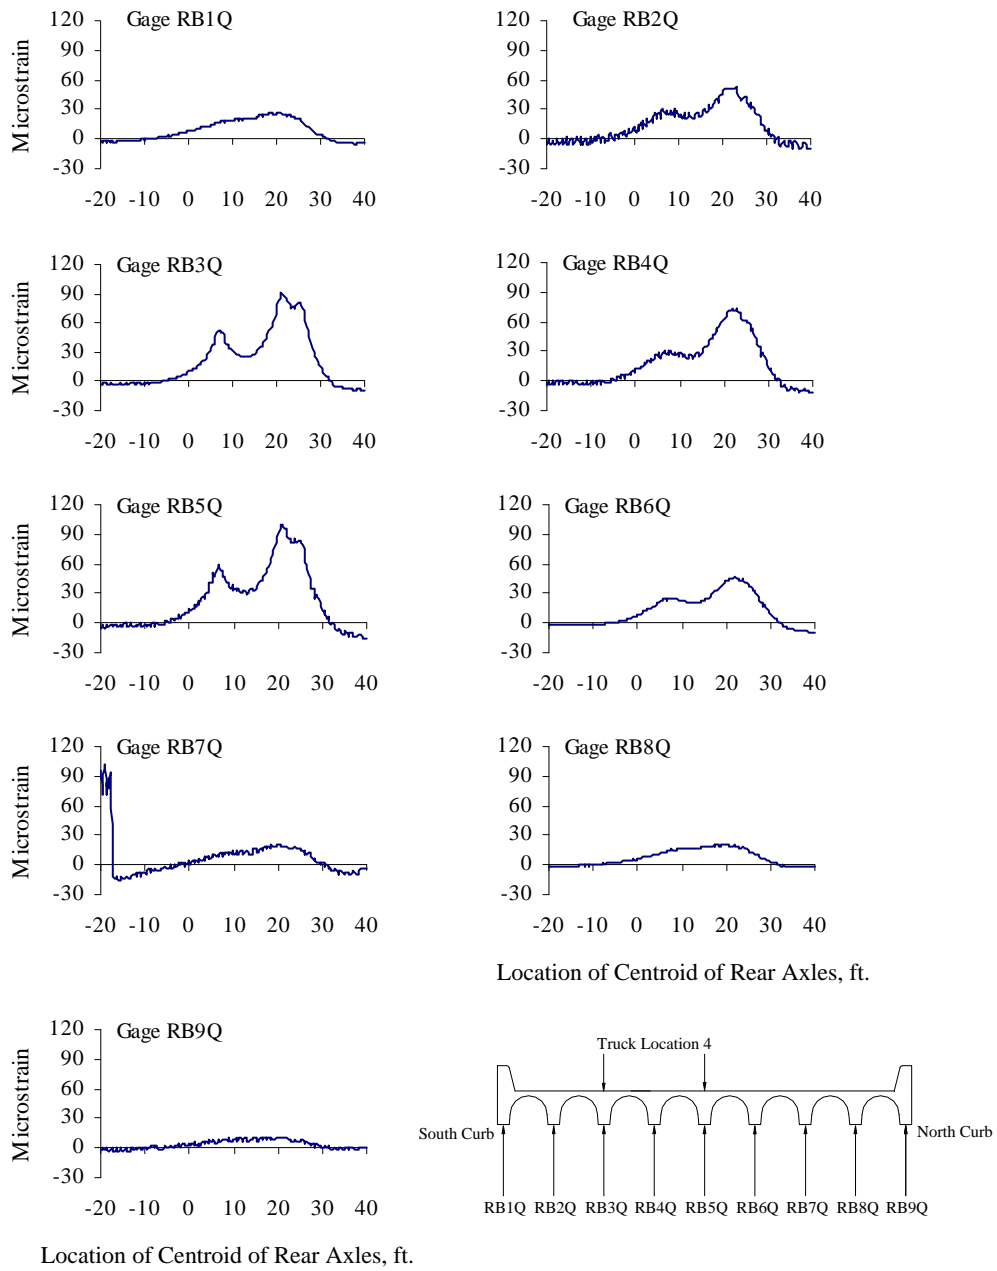 Gage RB1Q
120
90
60
30
0
-30
Microstrain
-20 -10 0 10 20 30 40
Gage RB2Q
120
90
60
30
0
-30
-20 -10 0 10 20 30 40
Gage RB3Q
120
90
60
30
0
-30
Microstrain
-20 -10 0 10 20 30 40
Gage RB4Q
120
90
60
30
0
-30
-20 -10 0 10 20 30 40
Gage RB5Q
120
90
60
30
0
-30
Microstrain
-20 -10 0 10 20 30 40
Gage RB6Q
120
90
60
30
0
-30
-20 -10 0 10 20 30 40
Gage RB7Q
120
90
60
30
0
-30
Microstrain
-20 -10 0 10 20 30 40
Gage RB8Q
120
90
60
30
0
-30
-20 -10 0 10 20 30 40
Location of Centroid of Rear Axles, ft.
Gage RB9Q
120
90
60
30
0
-30
Microstrain
-20 -10 0 10 20 30 40
Location of Centroid of Rear Axles, ft.
Truck Location 4
South Curb
North Curb
RB1Q RB2Q RB3Q RB4Q RB5Q RB6Q RB7Q RB8Q RB9Q